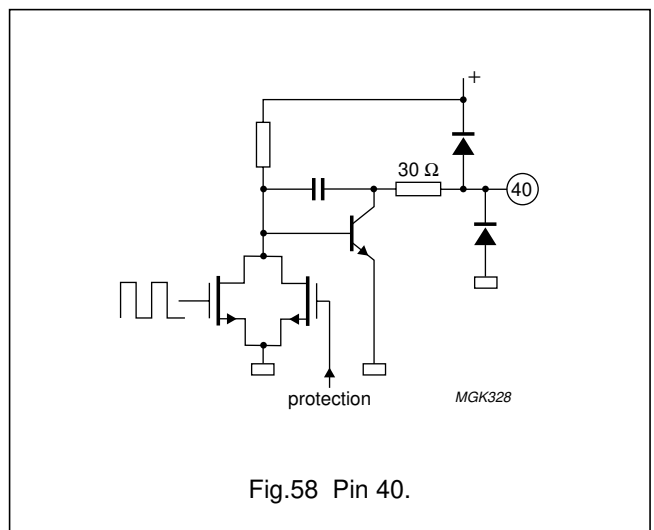 +
30 Ω
40
protection
MGK328
Fig.58 Pin 40.